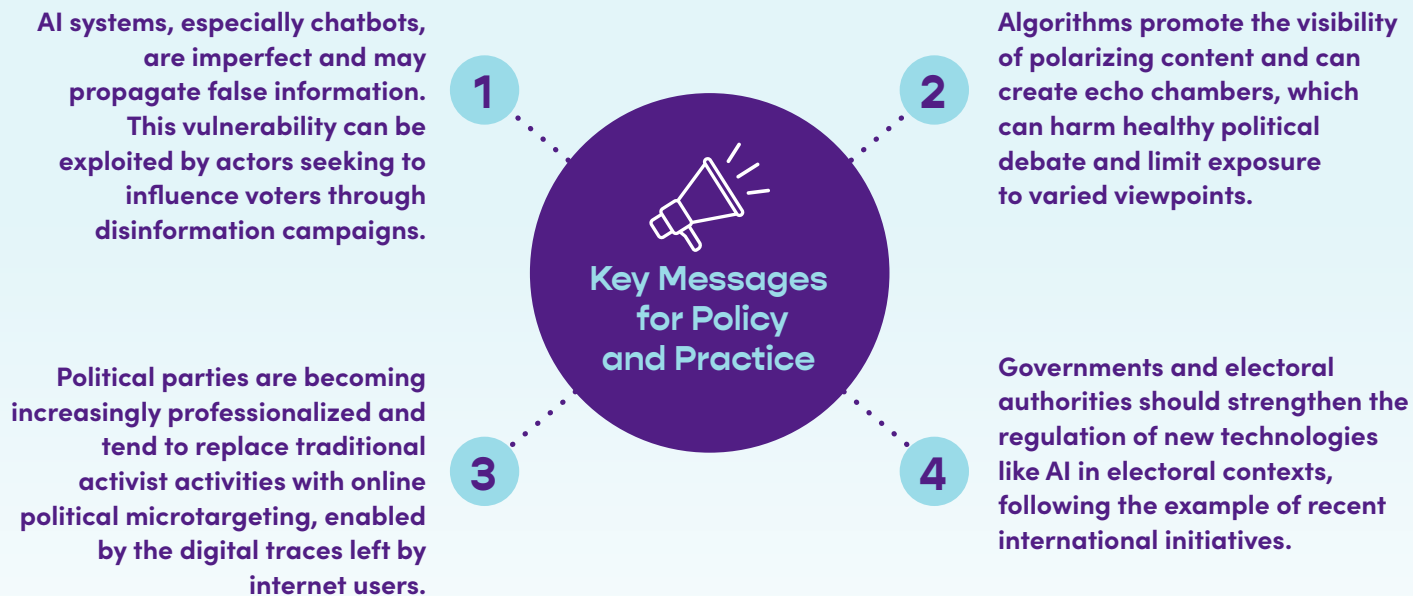 Key Messages
for Policy
and Practice
1
AI systems, especially chatbots,
are imperfect and may
propagate false information.
This vulnerability can be
exploited by actors seeking to
influence voters through
disinformation campaigns.
2
Algorithms promote the visibility
of polarizing content and can
create echo chambers, which
can harm healthy political
debate and limit exposure
to varied viewpoints.
3
Political parties are becoming
increasingly professionalized and
tend to replace traditional
activist activities with online
political microtargeting, enabled
by the digital traces left by
internet users.
4
Governments and electoral
authorities should strengthen the
regulation of new technologies
like AI in electoral contexts,
following the example of recent
international initiatives.